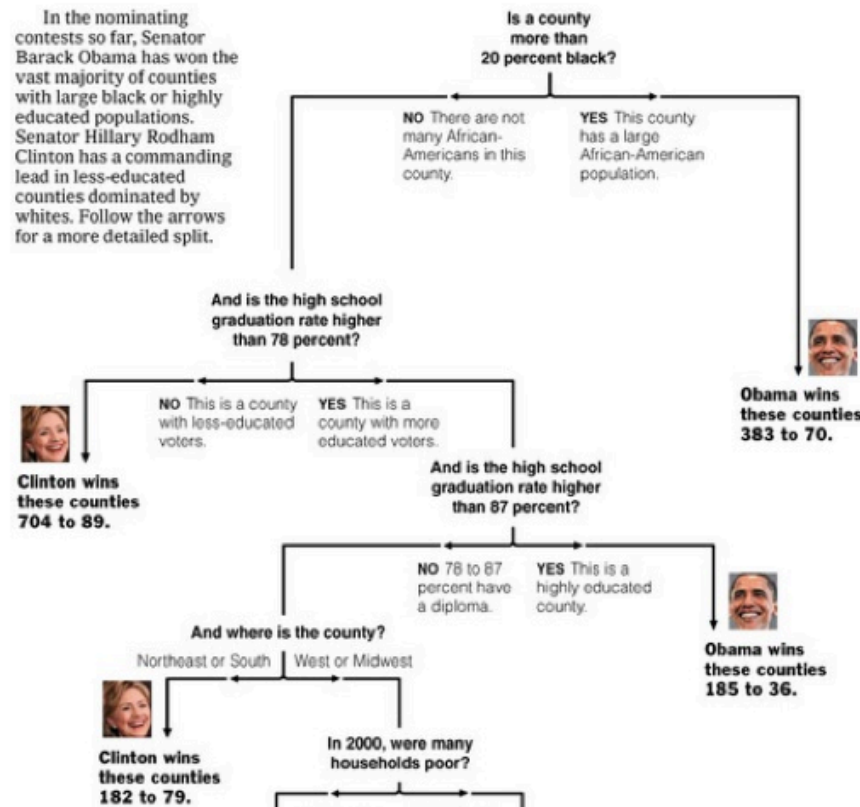 In the nominating
contests so far, Senator
Barack Obama has won the
vast majority of counties
with large black or highly
educated populations.
Senator Hillary Rodham
Clinton has a commanding
lead in less-educated
counties dominated by
whites. Follow the arrows
for a more detailed split.
Is a county
more than
20 percent black?
NO There are not
many African-
Americans in this
county.
YES This county
has a large
African-American
population.
And is the high school
graduation rate higher
than 78 percent?
Obama wins
these counties
383 to 70.
NO This is a county
with less-educated
voters.
YES This is a
county with more
educated voters.
Clinton wins
these counties
704 to 89.
And is the high school
graduation rate higher
than 87 percent?
NO 78 to 87
percent have
a diploma.
YES This is a
highly educated
county.
Obama wins
these counties
185 to 36.
And where is the county?
Northeast or South
West or Midwest
Clinton wins
these counties
182 to 79.
In 2000, were many
households poor?